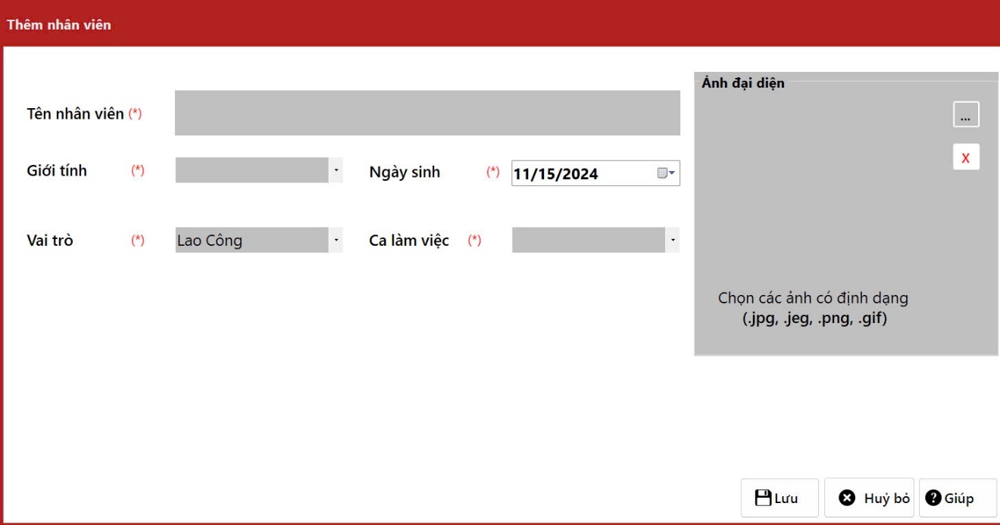 Thêm nhân viên
Ảnh đại diện
Tên nhân viên (*)
...
Giới tính (*) Ngày sinh (*) 11/15/2024
X
Vai trò (*) Lao Công Ca làm việc (*)
Chọn các ảnh có định dạng
(.jpg, .jeg, .png, .gif)
Lưu Huỷ bỏ Giúp